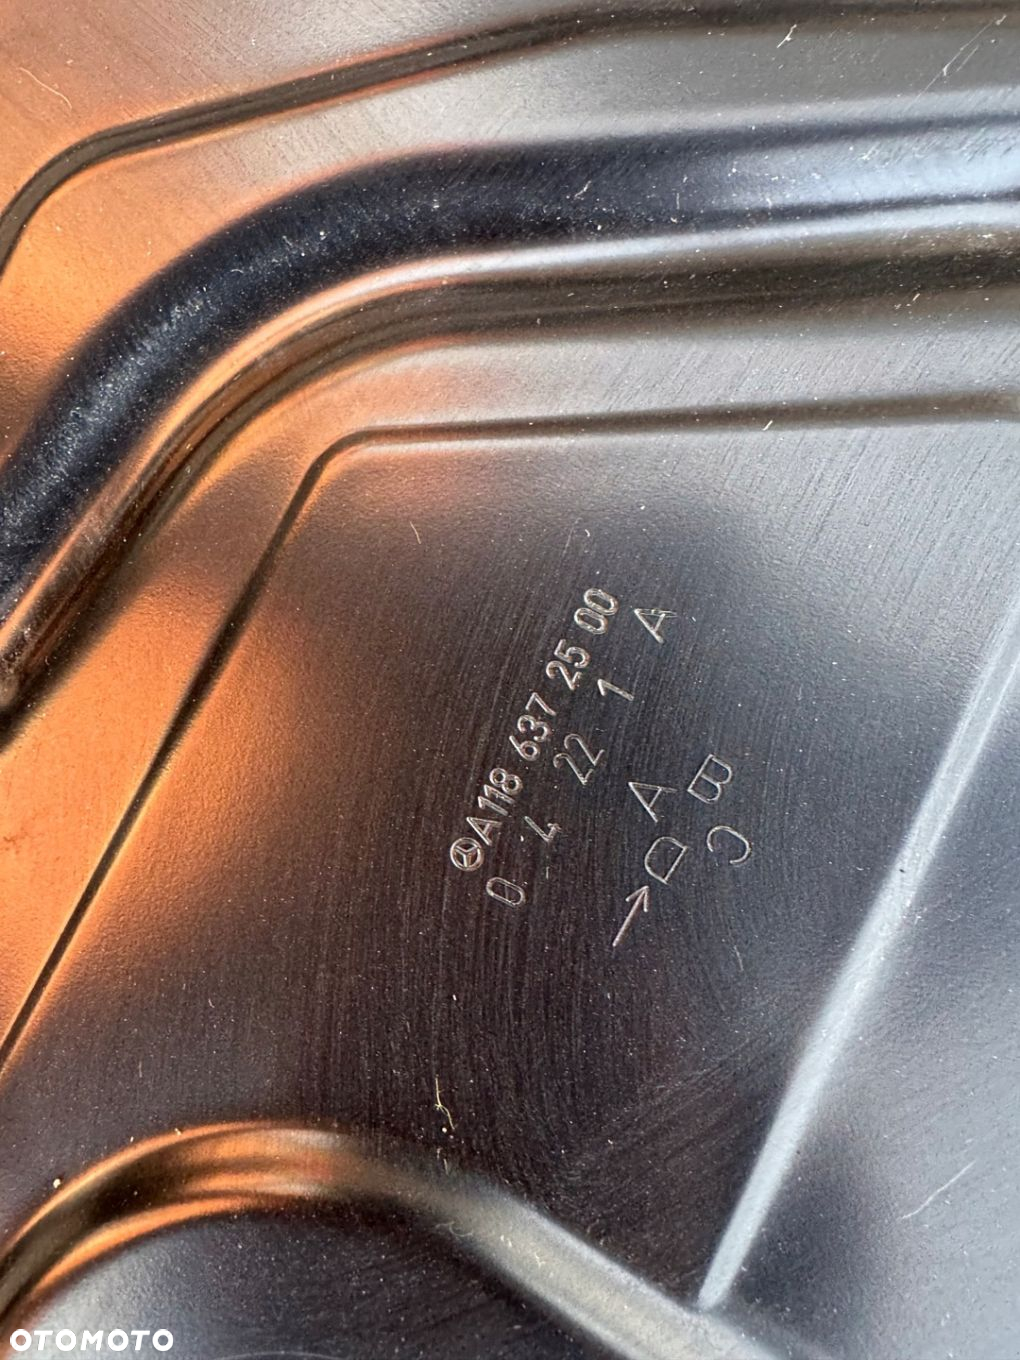 A118 637 25 00
0 4 22 1 A
A B
D C
OTOMOTO